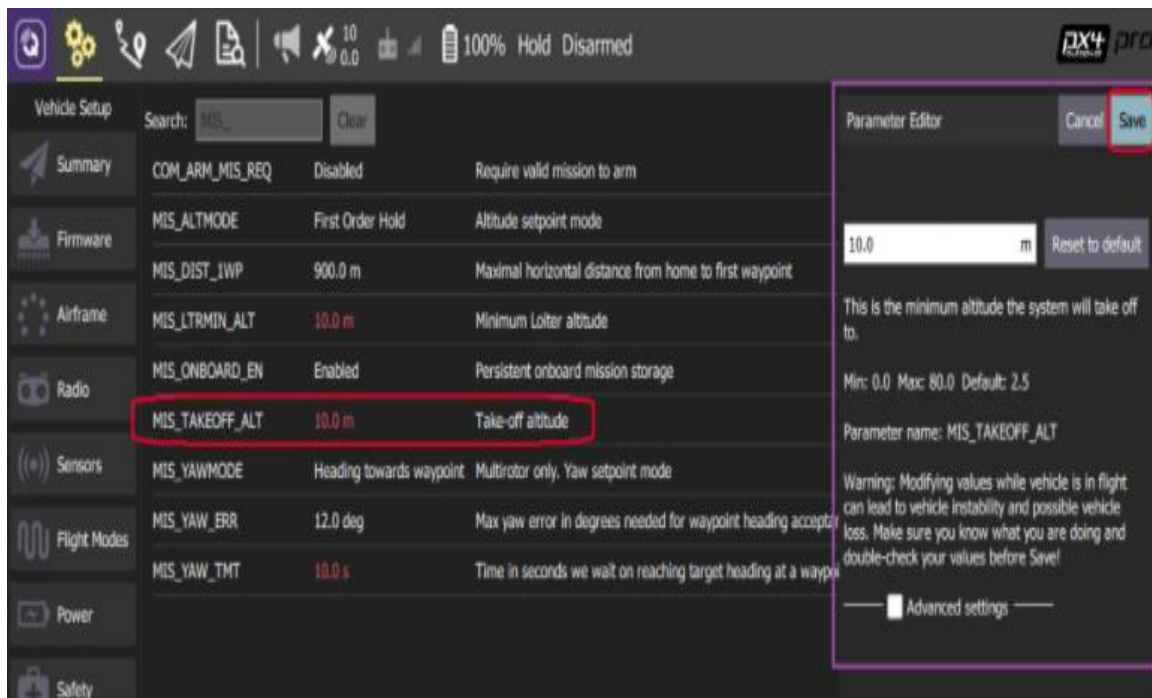 10
0.0
100% Hold Disarmed
px4 pro
Vehicle Setup
Summary
Firmware
Airframe
Radio
Sensors
Flight Modes
Power
Safety
Search: MIS_ Clear
COM_ARM_MIS_REQ Disabled Require valid mission to arm
MIS_ALTMODE First Order Hold Altitude setpoint mode
MIS_DIST_1WP 900.0 m Maximal horizontal distance from home to first waypoint
MIS_LTRMIN_ALT 10.0 m Minimum Loiter altitude
MIS_ONBOARD_EN Enabled Persistent onboard mission storage
MIS_TAKEOFF_ALT 10.0 m Take-off altitude
MIS_YAWMODE Heading towards waypoint Multirotor only. Yaw setpoint mode
MIS_YAW_ERR 12.0 deg Max yaw error in degrees needed for waypoint heading accepta
MIS_YAW_TMT 10.0 s Time in seconds we wait on reaching target heading at a waypoi
Parameter Editor Cancel Save
10.0 m Reset to default
This is the minimum altitude the system will take off
to.
Min: 0.0 Max: 80.0 Default: 2.5
Parameter name: MIS_TAKEOFF_ALT
Warning: Modifying values while vehicle is in flight
can lead to vehicle instability and possible vehicle
loss. Make sure you know what you are doing and
double-check your values before Save!
Advanced settings